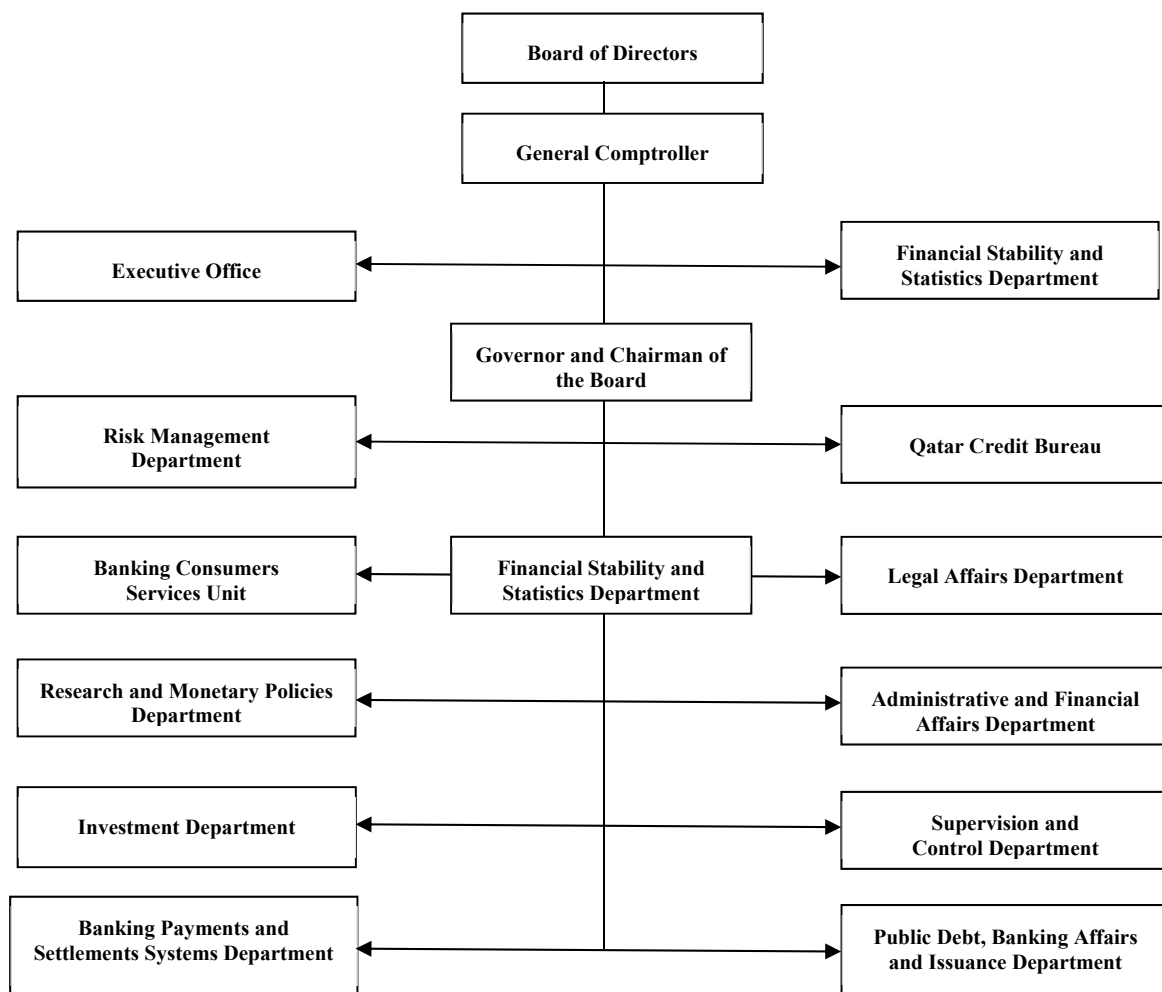 Board of Directors
General Comptroller
Executive Office
Financial Stability and
Statistics Department
Governor and Chairman of
the Board
Risk Management
Department
Qatar Credit Bureau
Banking Consumers
Services Unit
Financial Stability and
Statistics Department
Legal Affairs Department
Research and Monetary Policies
Department
Administrative and Financial
Affairs Department
Investment Department
Supervision and
Control Department
Banking Payments and
Settlements Systems Department
Public Debt, Banking Affairs
and Issuance Department